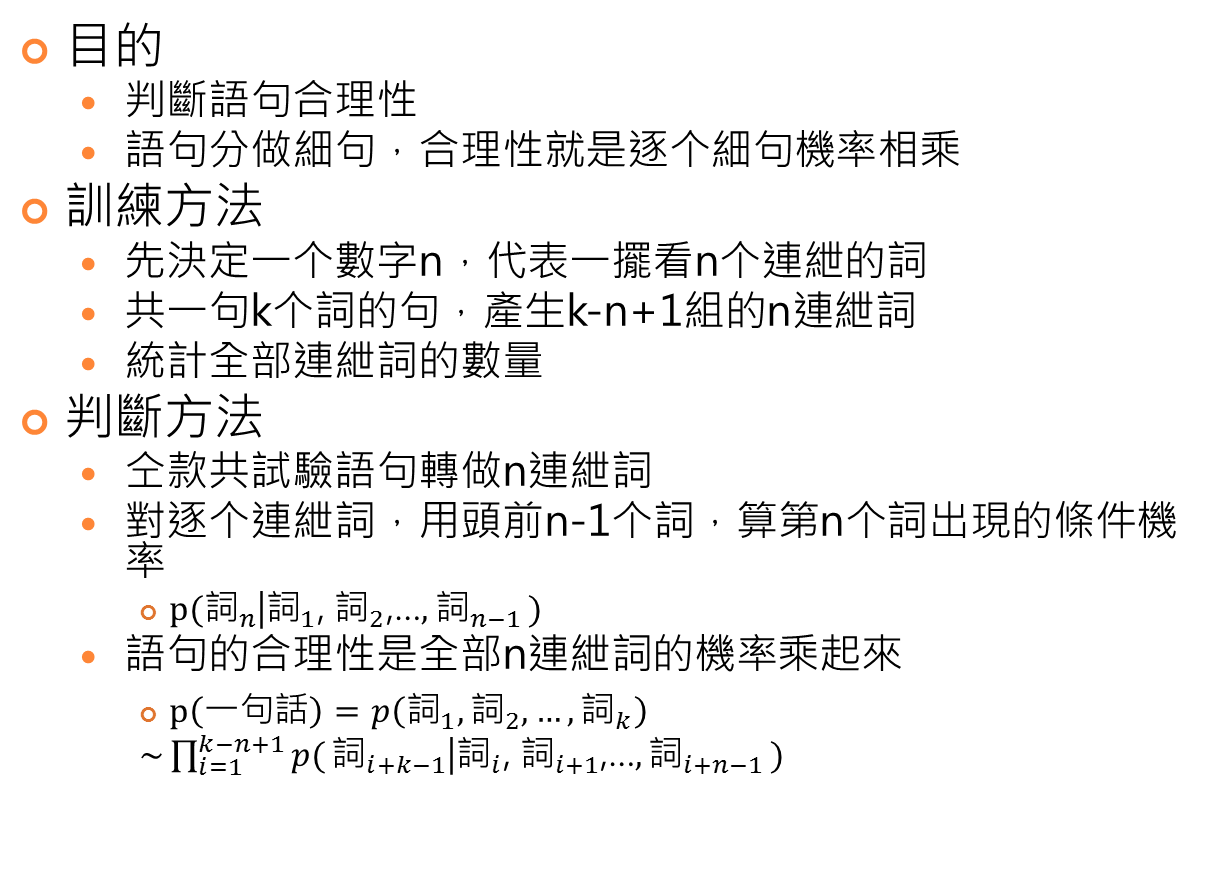 目的
判斷語句合理性
語句分做細句，合理性就是逐个細句機率相乘
訓練方法
先決定一个數字n，代表一擺看n个連紲的詞
共一句k个詞的句，產生k-n+1組的n連紲詞
統計全部連紲詞的數量
判斷方法
仝款共試驗語句轉做n連紲詞
對逐个連紲詞，用頭前n-1个詞，算第n个詞出現的條件機
率
p(詞ₙ|詞₁, 詞₂,…, 詞ₙ₋₁)
語句的合理性是全部n連紲詞的機率乘起來
p(一句話) = p(詞₁, 詞₂, … , 詞ₖ)
~ ∏_{i=1}^{k−n+1} p( 詞_{i+k−1}|詞_i, 詞_{i+1},…, 詞_{i+n−1} )